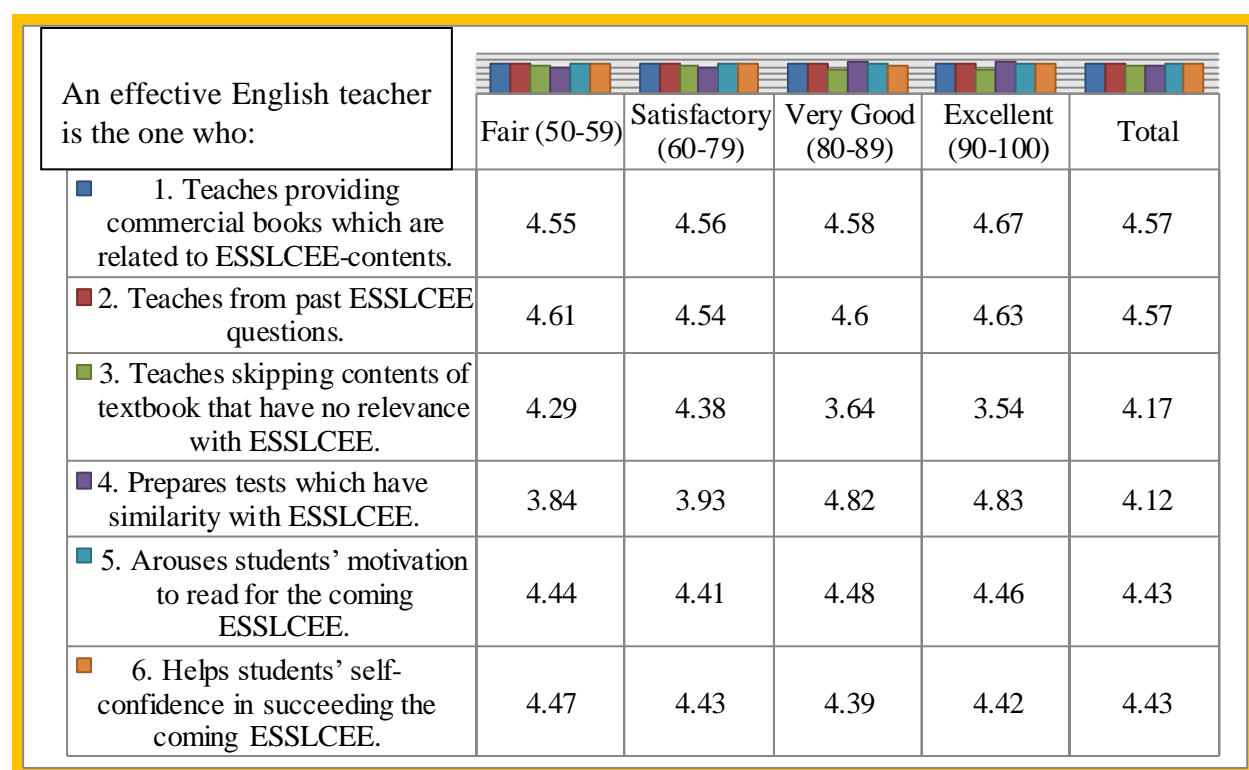 An effective English teacher
is the one who:
Fair (50-59)
Satisfactory
(60-79)
Very Good
(80-89)
Excellent
(90-100)
Total
1. Teaches providing
commercial books which are
related to ESSLCEE-contents.
4.55
4.56
4.58
4.67
4.57
2. Teaches from past ESSLCEE
questions.
4.61
4.54
4.6
4.63
4.57
3. Teaches skipping contents of
textbook that have no relevance
with ESSLCEE.
4.29
4.38
3.64
3.54
4.17
4. Prepares tests which have
similarity with ESSLCEE.
3.84
3.93
4.82
4.83
4.12
5. Arouses students’ motivation
to read for the coming
ESSLCEE.
4.44
4.41
4.48
4.46
4.43
6. Helps students’ self-
confidence in succeeding the
coming ESSLCEE.
4.47
4.43
4.39
4.42
4.43